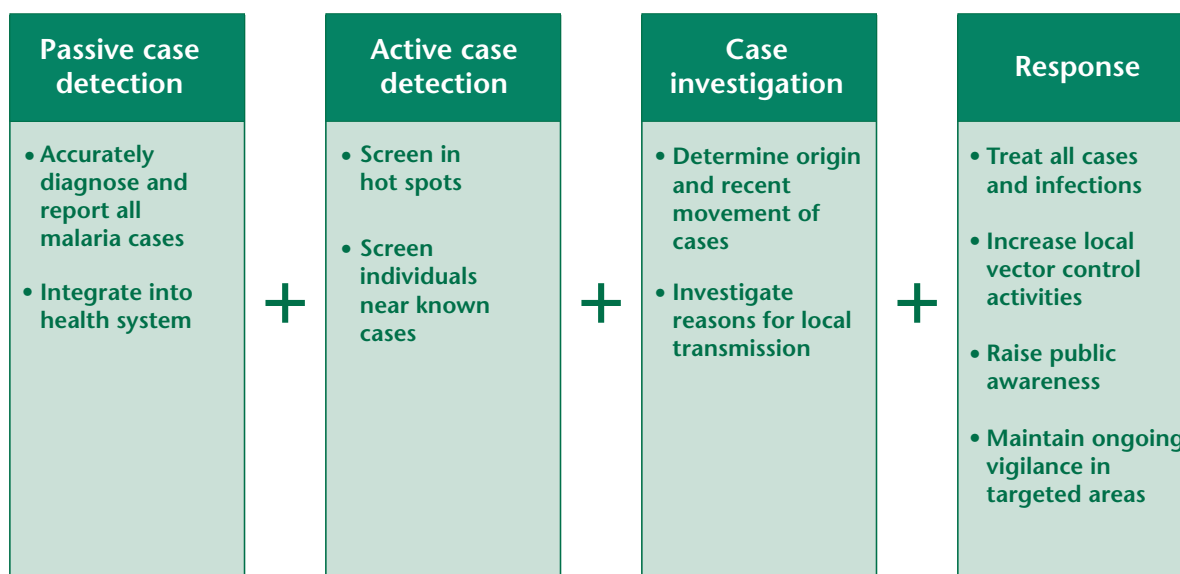 Passive case
detection
• Accurately
diagnose and
report all
malaria cases
• Integrate into
health system
+
Active case
detection
• Screen in
hot spots
• Screen
individuals
near known
cases
+
Case
investigation
• Determine origin
and recent
movement of
cases
• Investigate
reasons for local
transmission
+
Response
• Treat all cases
and infections
• Increase local
vector control
activities
• Raise public
awareness
• Maintain ongoing
vigilance in
targeted areas